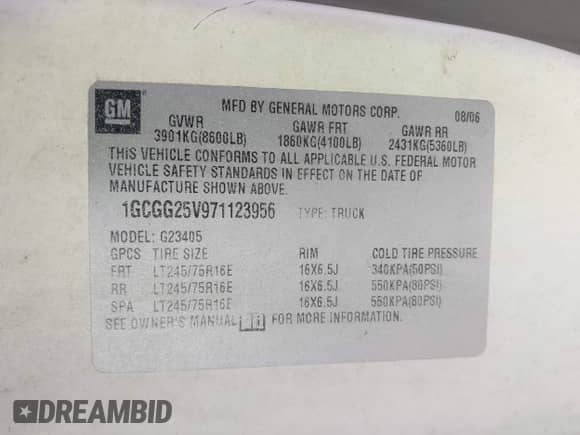 GM
MFD BY GENERAL MOTORS CORP. 08/06
GVWR GAWR FRT GAWR RR
3901KG(8600LB) 1860KG(4100LB) 2431KG(5360LB)
THIS VEHICLE CONFORMS TO ALL APPLICABLE U.S. FEDERAL MOTOR
VEHICLE SAFETY STANDARDS IN EFFECT ON THE DATE OF
MANUFACTURE SHOWN ABOVE.
1GCGG25V971123956 TYPE: TRUCK
MODEL: G23405
GPCS TIRE SIZE RIM COLD TIRE PRESSURE
FRT LT245/75R16E 16X6.5J 340KPA(50PSI)
RR LT245/75R16E 16X6.5J 550KPA(80PSI)
SPA LT245/75R16E 16X6.5J 550KPA(80PSI)
SEE OWNER'S MANUAL FOR MORE INFORMATION.
DREAMBID